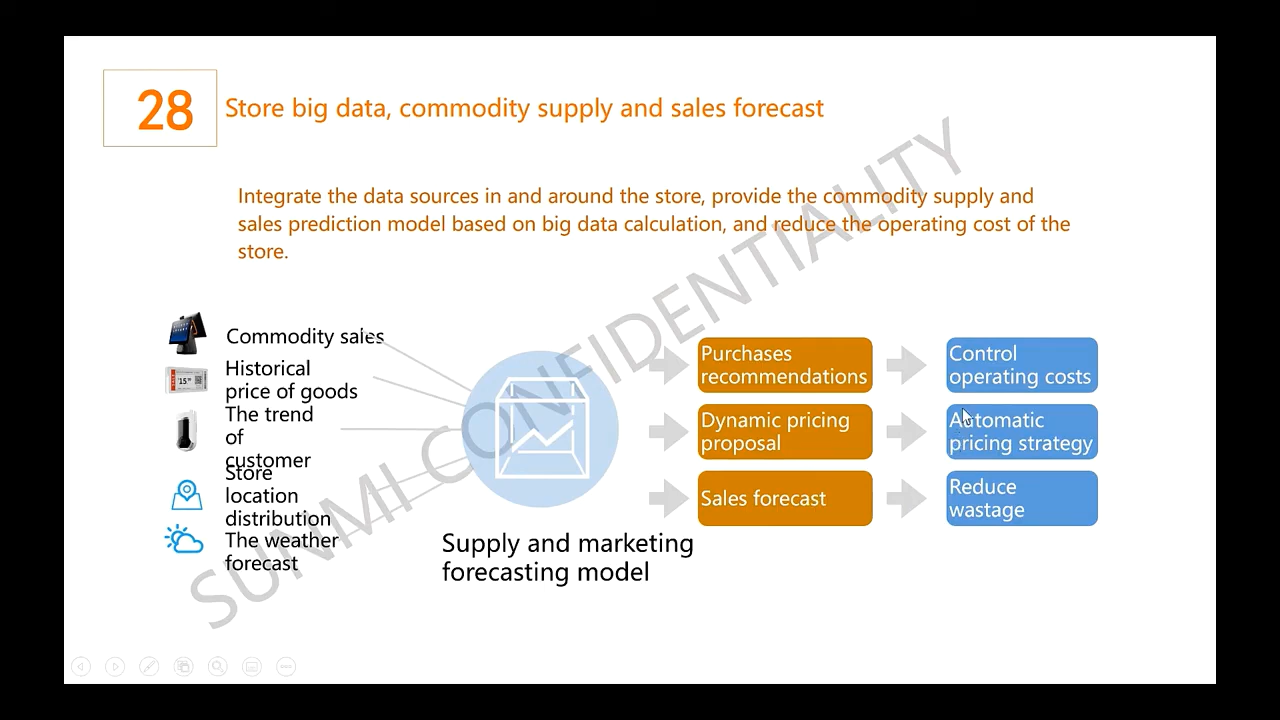 28
Store big data, commodity supply and sales forecast
Integrate the data sources in and around the store, provide the commodity supply and
sales prediction model based on big data calculation, and reduce the operating cost of the
store.
Commodity sales
Historical
price of goods
The trend
of
customer
Store
location
distribution
The weather
forecast
Supply and marketing
forecasting model
Purchases
recommendations
Dynamic pricing
proposal
Sales forecast
Control
operating costs
Automatic
pricing strategy
Reduce
wastage
SUNMI CONFIDENTIALITY